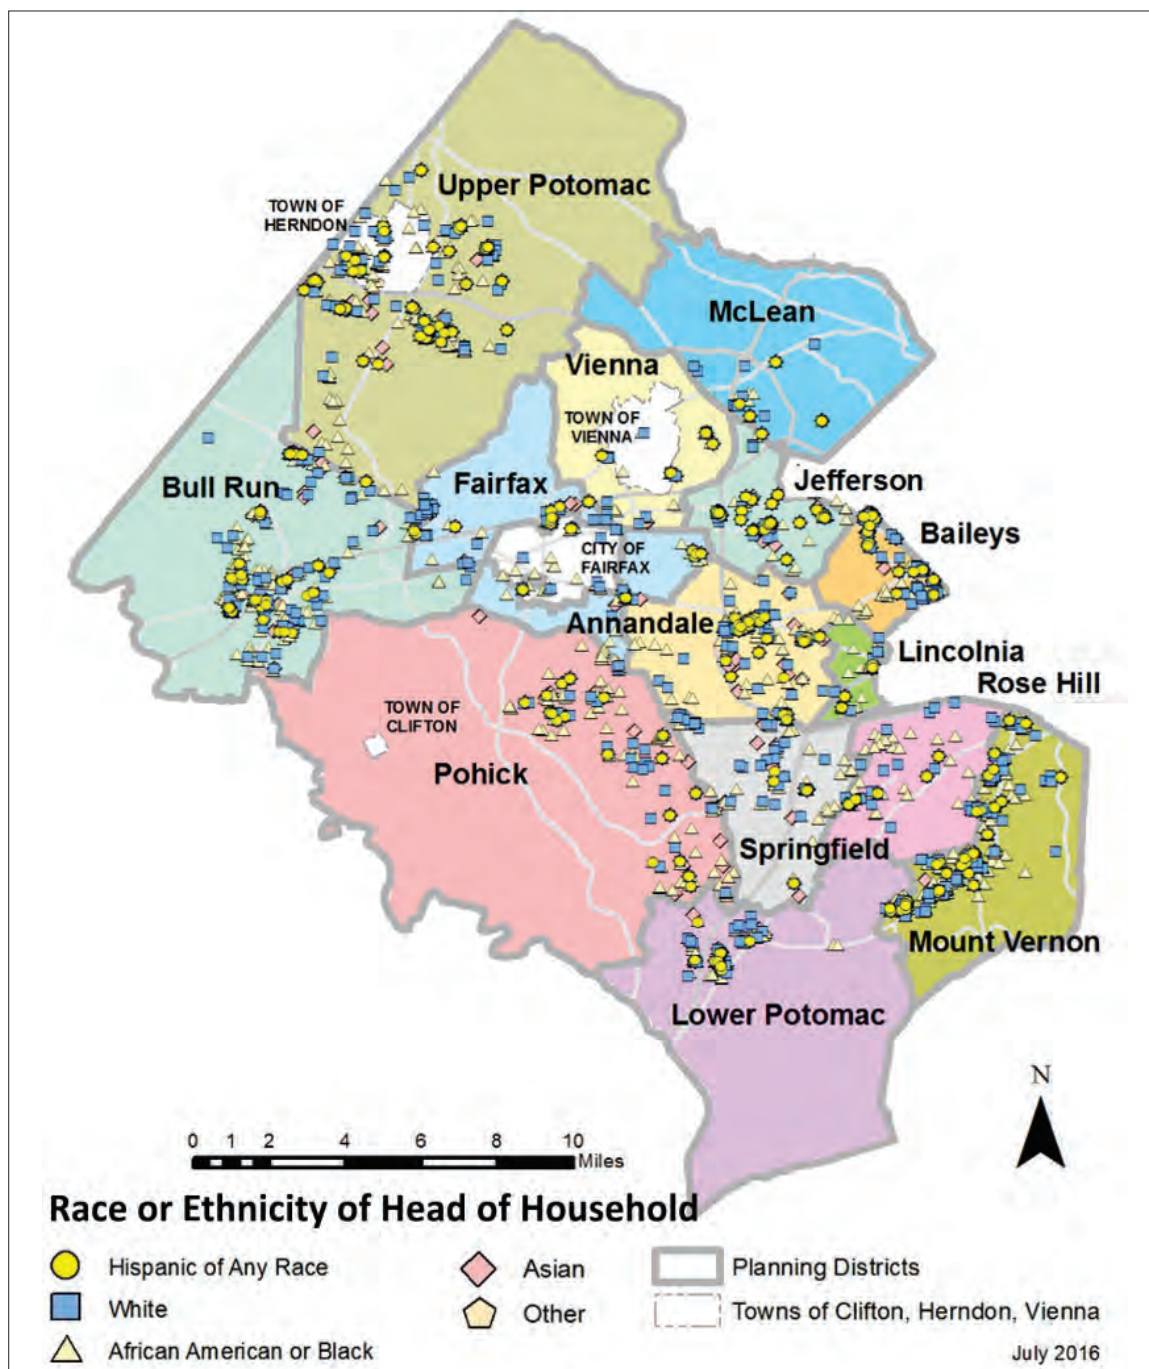 Upper Potomac
TOWN OF
HERNDON
McLean
Vienna
TOWN OF
VIENNA
Jefferson
Bull Run
Fairfax
Baileys
CITY OF
FAIRFAX
Annandale
Lincolnia
Rose Hill
TOWN OF
CLIFTON
Pohick
Springfield
Mount Vernon
Lower Potomac
N
0 1 2 4 6 8 10
Miles
Race or Ethnicity of Head of Household
Hispanic of Any Race
White
African American or Black
Asian
Other
Planning Districts
Towns of Clifton, Herndon, Vienna
July 2016